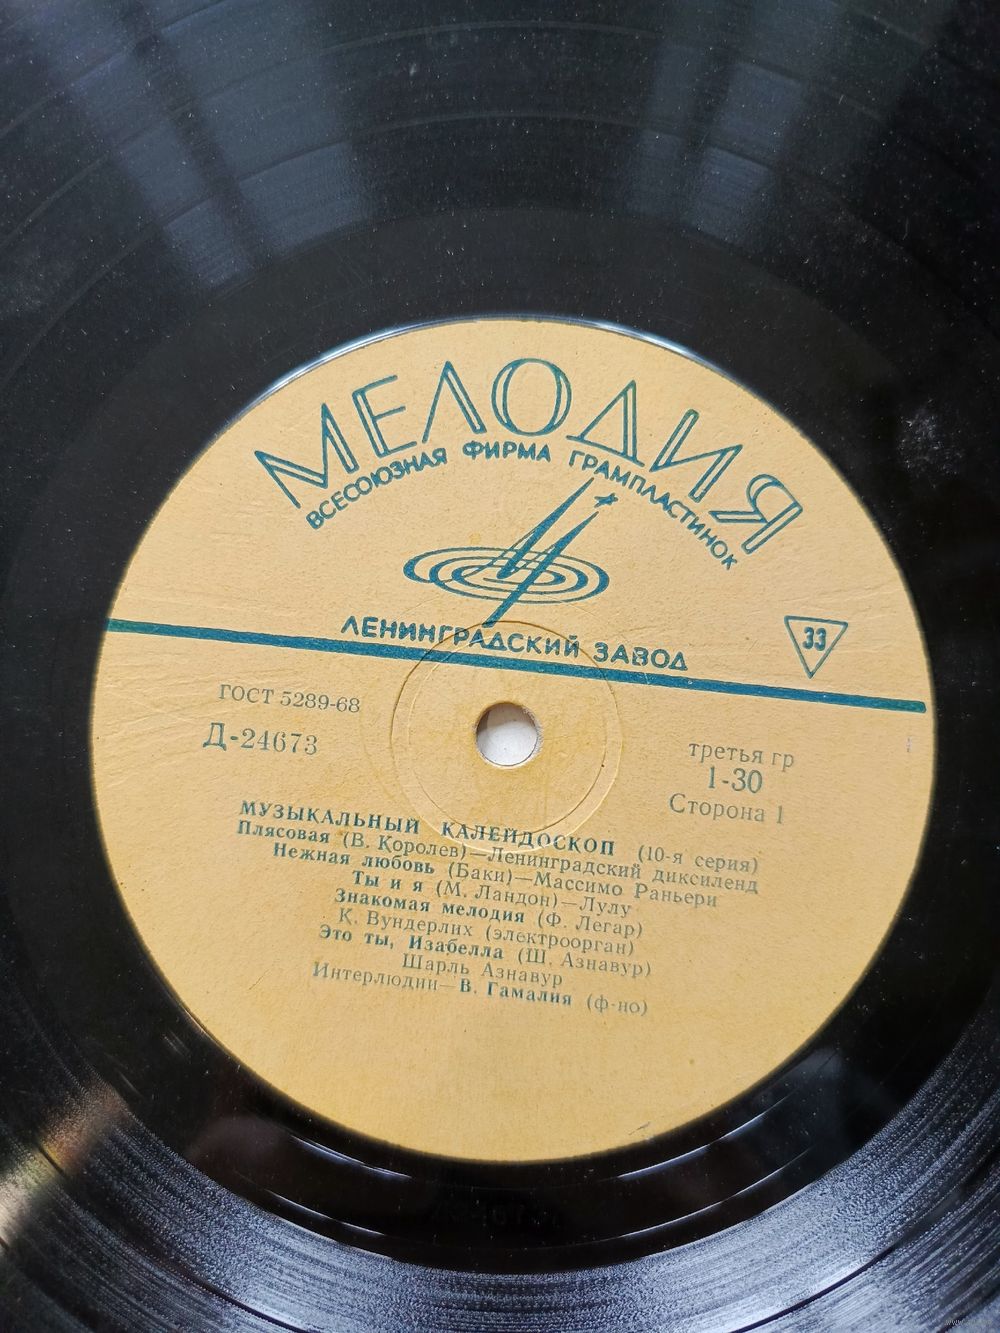 МЕЛОДИЯ
ВСЕСОЮЗНАЯ ФИРМА ГРАМПЛАСТИНОК
ЛЕНИНГРАДСКИЙ ЗАВОД
33
ГОСТ 5289-68
Д-24673
третья гр
1-30
Сторона 1
МУЗЫКАЛЬНЫЙ КАЛЕЙДОСКОП (10-я серия)
Плясовая (В. Королев)—Ленинградский диксиленд
Нежная любовь (Баки)—Массимо Раньери
Ты и я (М. Ландон)—Лулу
Знакомая мелодия (Ф. Легар)
К. Вундерлих (электроорган)
Это ты, Изабелла (Ш. Азнавур)
Шарль Азнавур
Интерлюдии—В. Гамалия (ф-но)